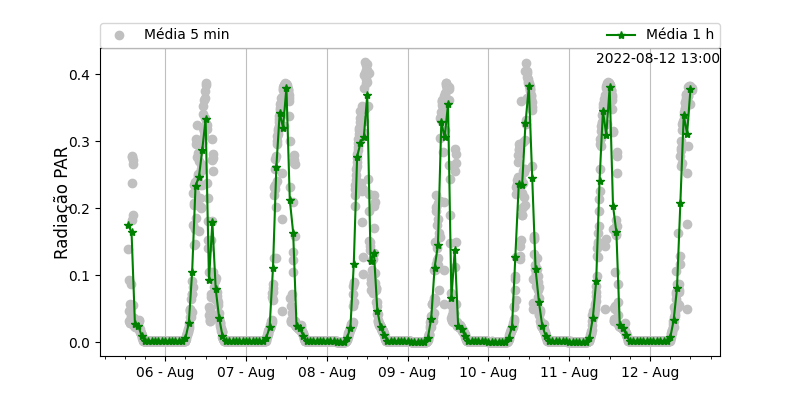 Média 5 min
Média 1 h
2022-08-12 13:00
Radiação PAR
0.4
0.3
0.2
0.1
0.0
06 - Aug
07 - Aug
08 - Aug
09 - Aug
10 - Aug
11 - Aug
12 - Aug